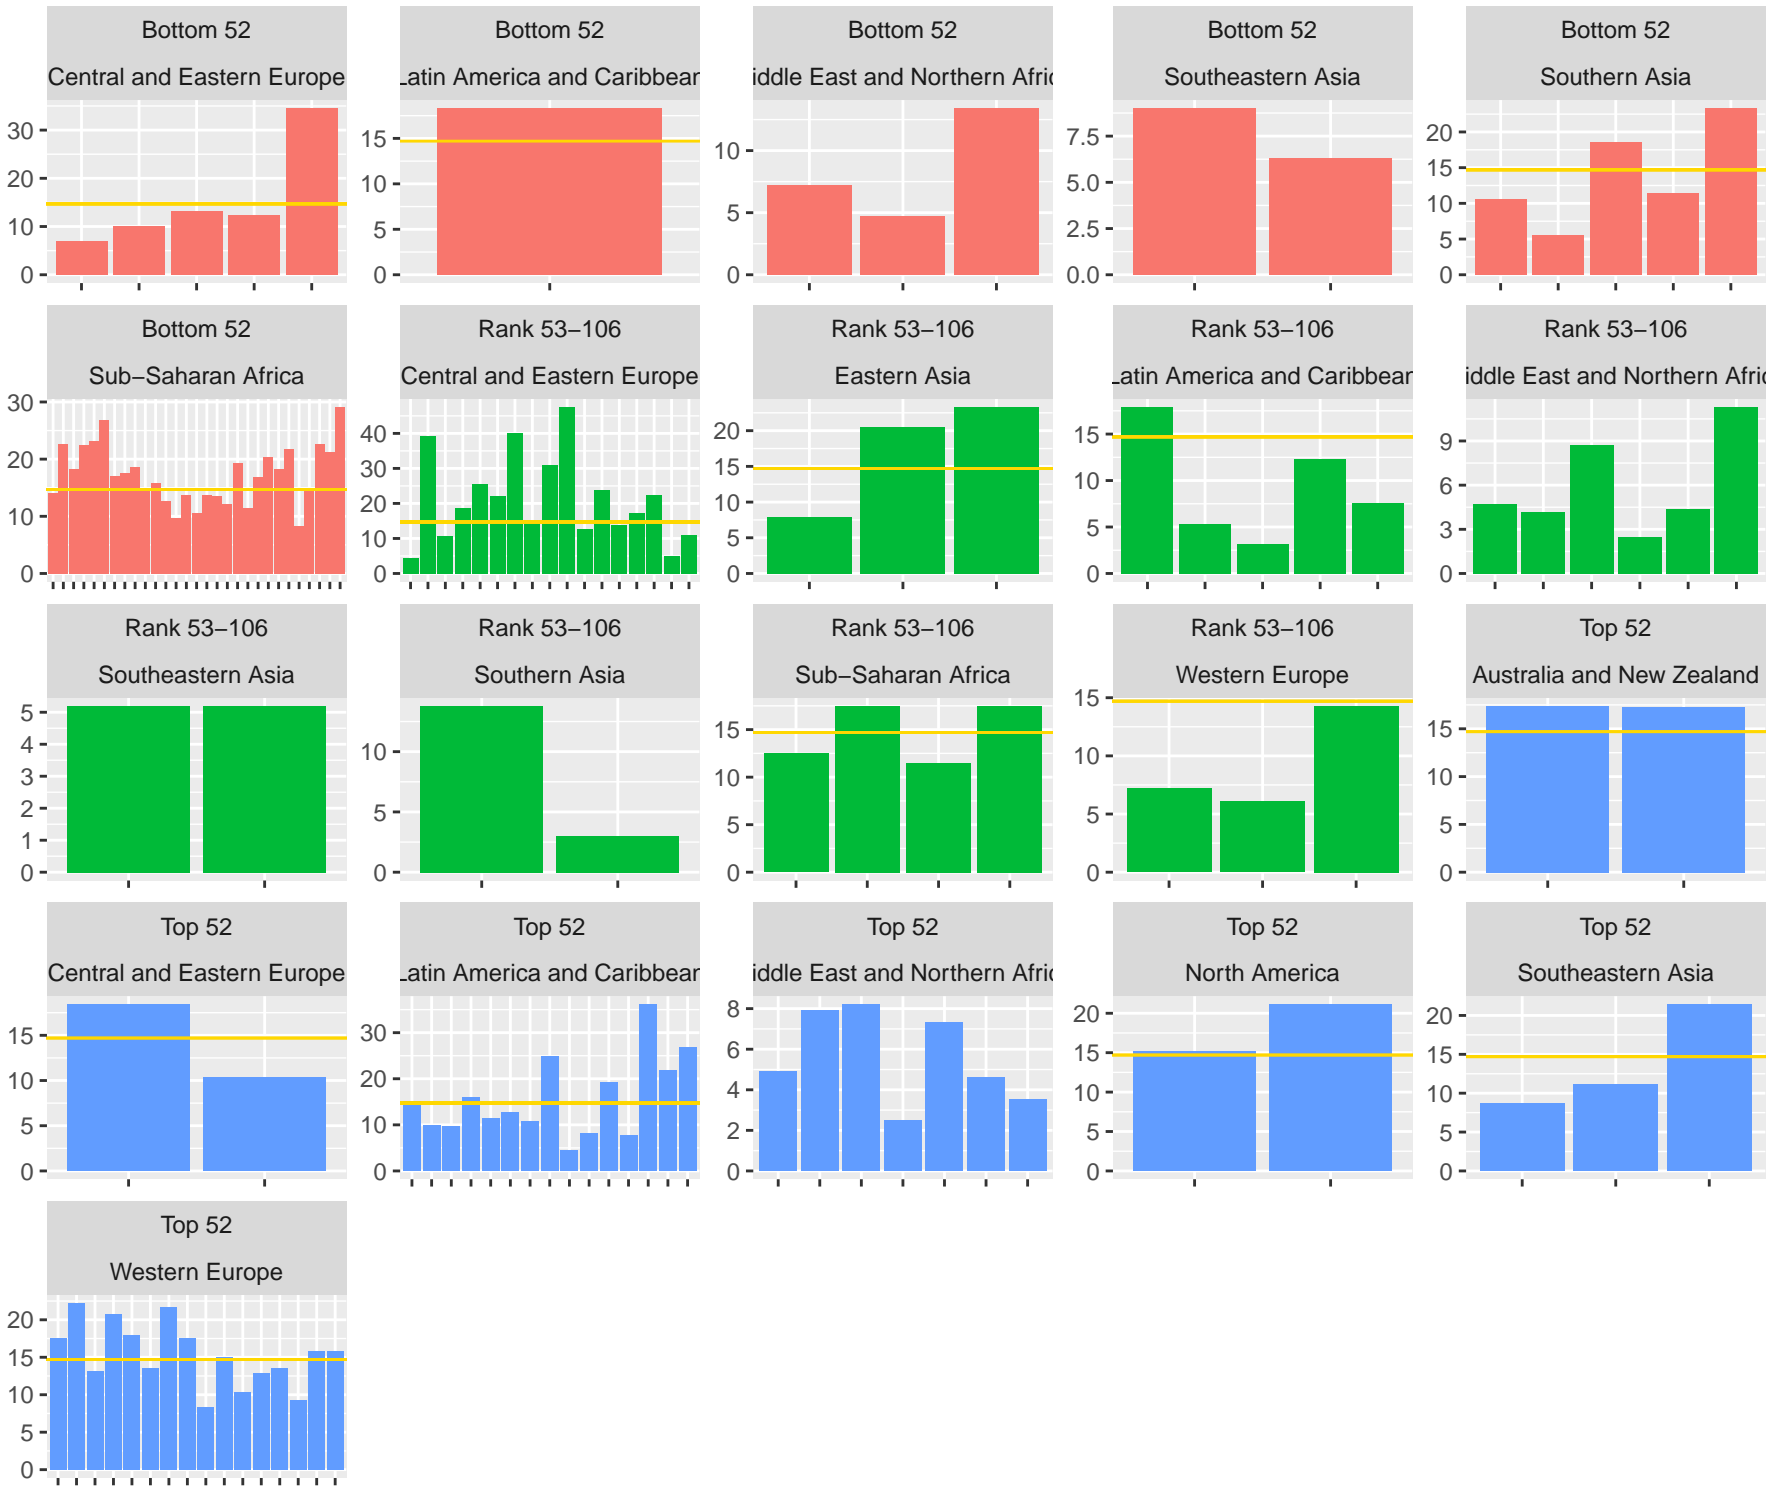 Bottom 52
Central and Eastern Europe
30
20
10
0
Bottom 52
Latin America and Caribbean
15
10
5
0
Bottom 52
iddle East and Northern Afric
10
5
0
Bottom 52
Southeastern Asia
7.5
5.0
2.5
0.0
Bottom 52
Southern Asia
20
15
10
5
0
Bottom 52
Sub−Saharan Africa
30
20
10
0
Rank 53−106
Central and Eastern Europe
40
30
20
10
0
Rank 53−106
Eastern Asia
20
15
10
5
0
Rank 53−106
Latin America and Caribbean
15
10
5
0
Rank 53−106
iddle East and Northern Afric
9
6
3
0
Rank 53−106
Southeastern Asia
5
4
3
2
1
0
Rank 53−106
Southern Asia
10
5
0
Rank 53−106
Sub−Saharan Africa
15
10
5
0
Rank 53−106
Western Europe
15
10
5
0
Top 52
Australia and New Zealand
15
10
5
0
Top 52
Central and Eastern Europe
15
10
5
0
Top 52
Latin America and Caribbean
30
20
10
0
Top 52
iddle East and Northern Afric
8
6
4
2
0
Top 52
North America
20
15
10
5
0
Top 52
Southeastern Asia
20
15
10
5
0
Top 52
Western Europe
20
15
10
5
0